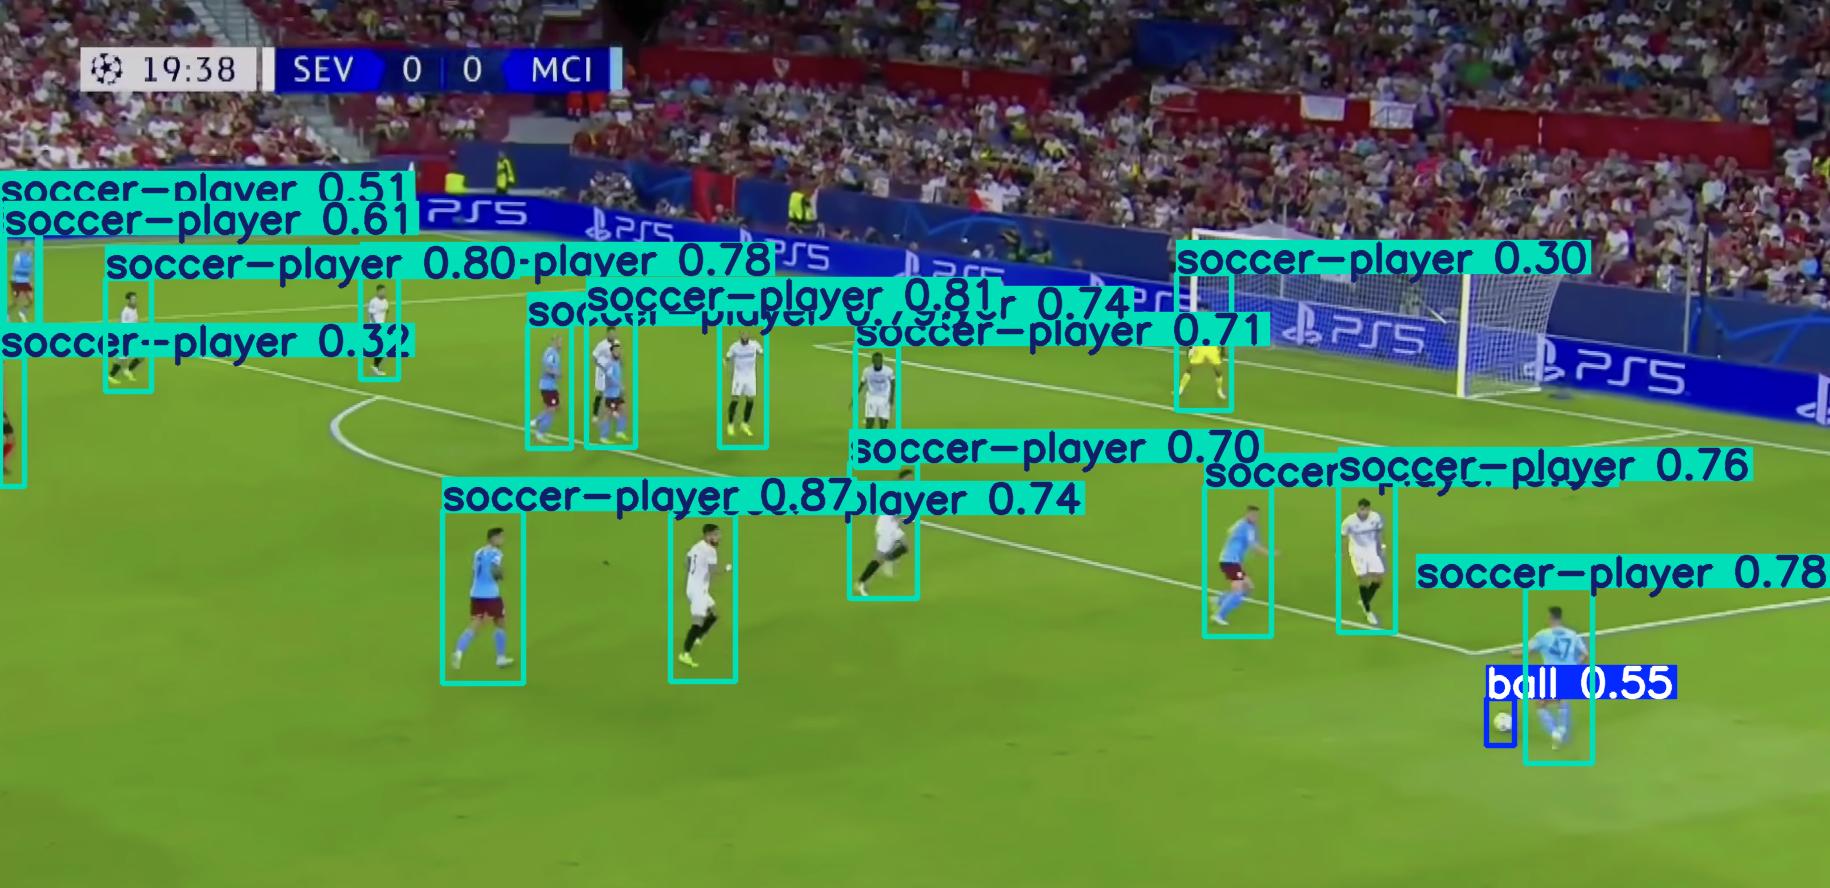 19:38 SEV 0 0 MCI
soccer-player 0.51
soccer-player 0.61
PS5
PS5
PS5
PS5
soccer-player 0.80
-player 0.78
soccer-player 0.30
soccer-player 0.81
r 0.74
PS5
PS5
soccer-player 0.32
soccer-player 0.71
soccer-player 0.70
soccer
soccer-player 0.76
soccer-player 0.87
player 0.74
soccer-player 0.78
47
ball 0.55